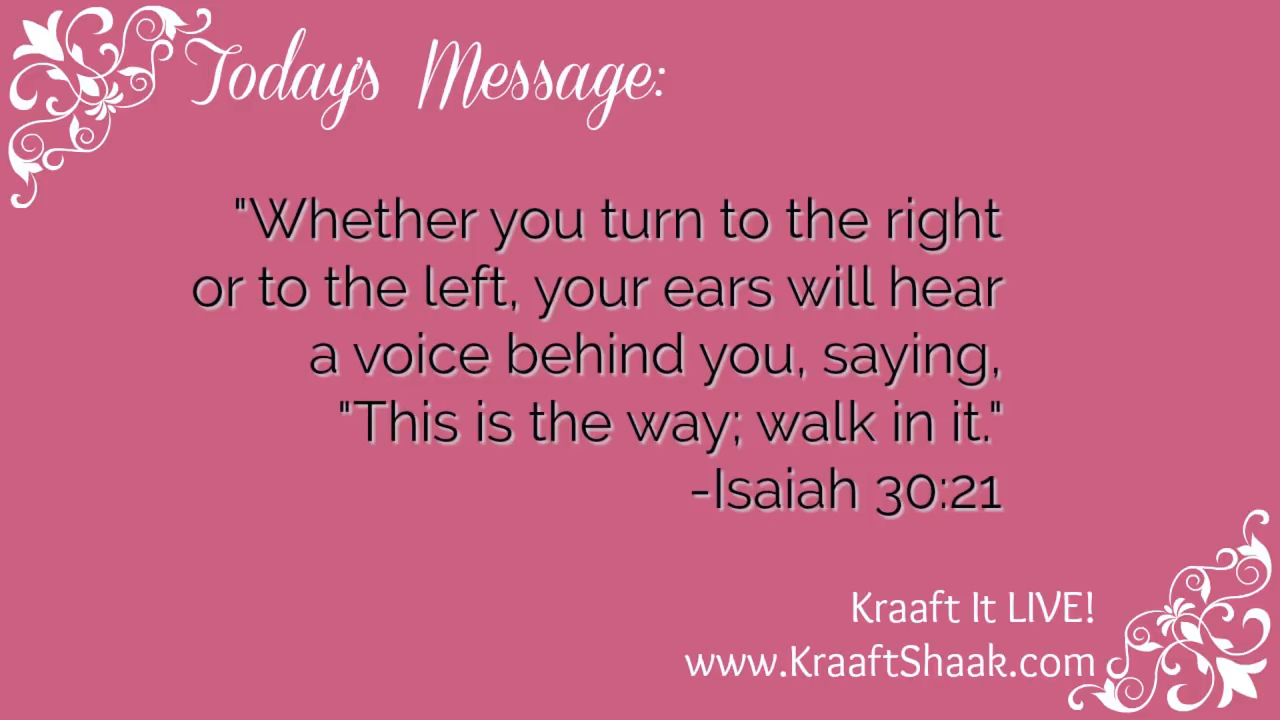 Today's Message:
"Whether you turn to the right
or to the left, your ears will hear
a voice behind you, saying,
"This is the way; walk in it."
-Isaiah 30:21
Kraaft It LIVE!
www.KraaftShaak.com